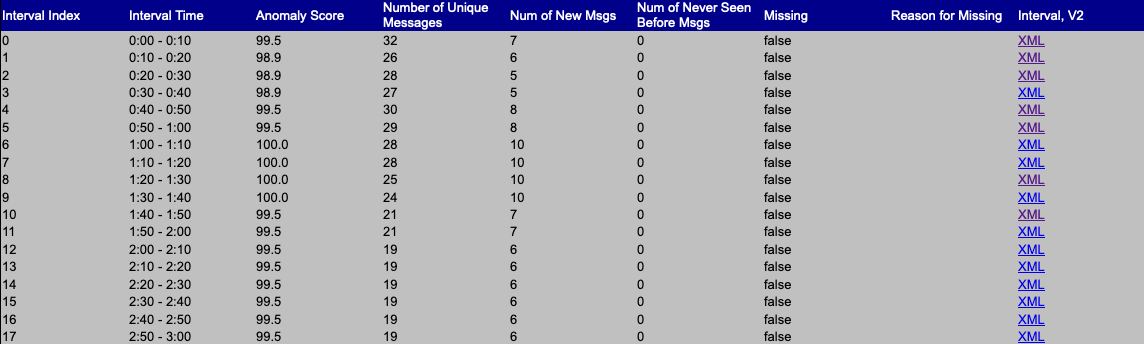 Interval Index Interval Time Anomaly Score Number of Unique Messages Num of New Msgs Num of Never Seen Before Msgs Missing Reason for Missing Interval, V2
0 0:00 - 0:10 99.5 32 7 0 false XML
1 0:10 - 0:20 98.9 26 6 0 false XML
2 0:20 - 0:30 98.9 28 5 0 false XML
3 0:30 - 0:40 98.9 27 5 0 false XML
4 0:40 - 0:50 99.5 30 8 0 false XML
5 0:50 - 1:00 99.5 29 8 0 false XML
6 1:00 - 1:10 100.0 28 10 0 false XML
7 1:10 - 1:20 100.0 28 10 0 false XML
8 1:20 - 1:30 100.0 25 10 0 false XML
9 1:30 - 1:40 100.0 24 10 0 false XML
10 1:40 - 1:50 99.5 21 7 0 false XML
11 1:50 - 2:00 99.5 21 7 0 false XML
12 2:00 - 2:10 99.5 19 6 0 false XML
13 2:10 - 2:20 99.5 19 6 0 false XML
14 2:20 - 2:30 99.5 19 6 0 false XML
15 2:30 - 2:40 99.5 19 6 0 false XML
16 2:40 - 2:50 99.5 19 6 0 false XML
17 2:50 - 3:00 99.5 19 6 0 false XML